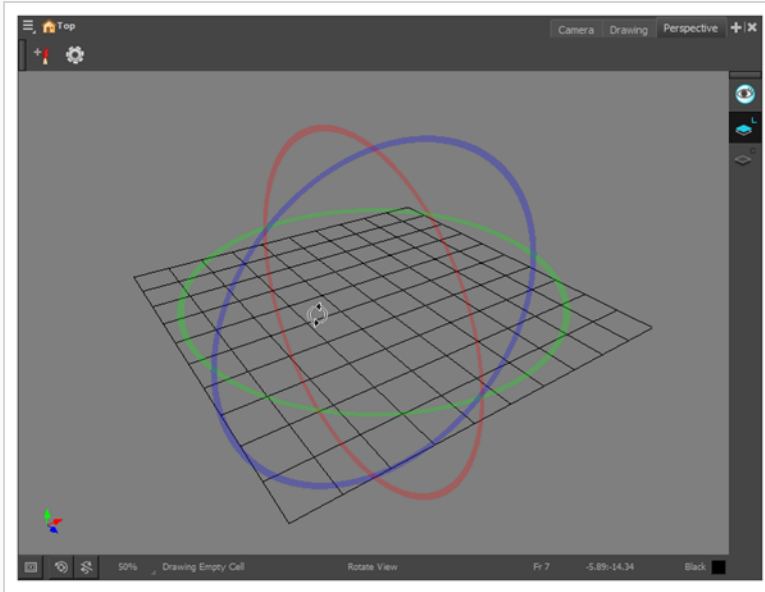 Top
Camera Drawing Perspective
L
C
50% Drawing Empty Cell Rotate View Fr 7 -5.89:-14.34 Black